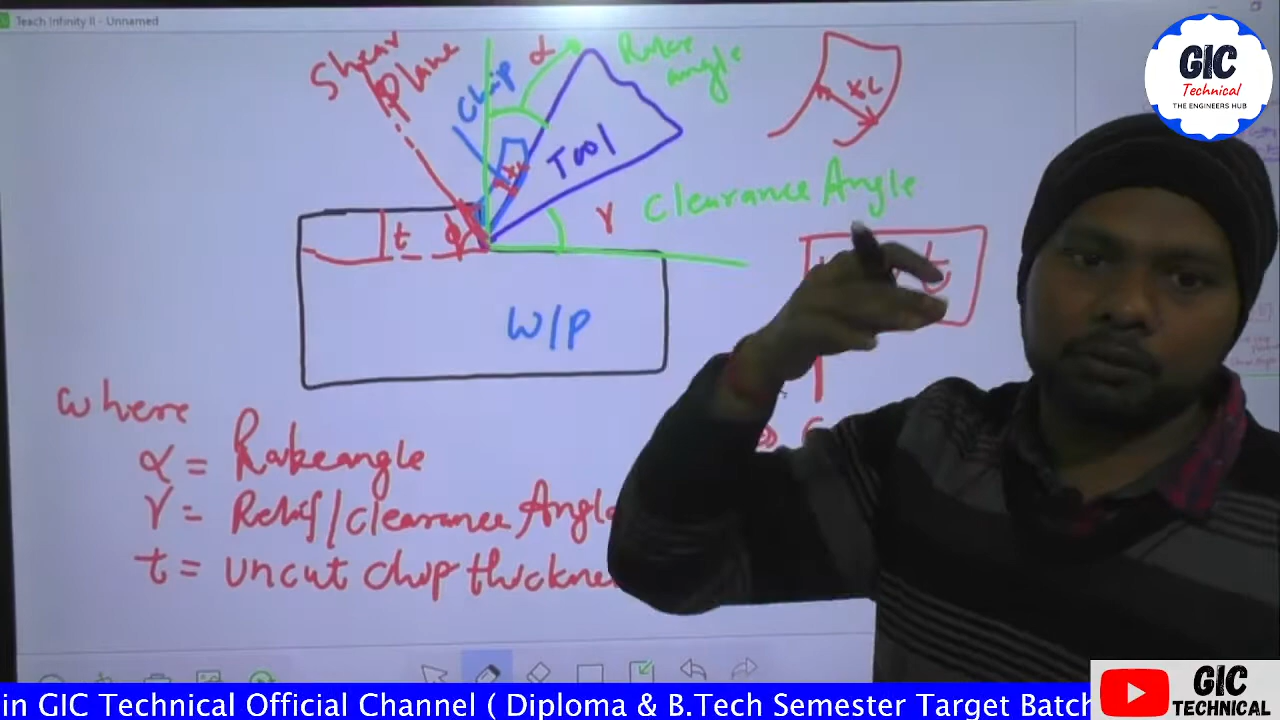 Teach Infinity II - Unnamed
GIC
Technical
THE ENGINEERS HUB
Shear
Plane
Chip
α
Rake
angle
Tool
Clearance Angle
γ
t
ϕ
t
W/P
where
α = Rakeangle
γ = Relief/clearance Angle
t = uncut chip
in GIC Technical Official Channel ( Diploma & B.Tech Semester Target Batch
GIC
TECHNICAL